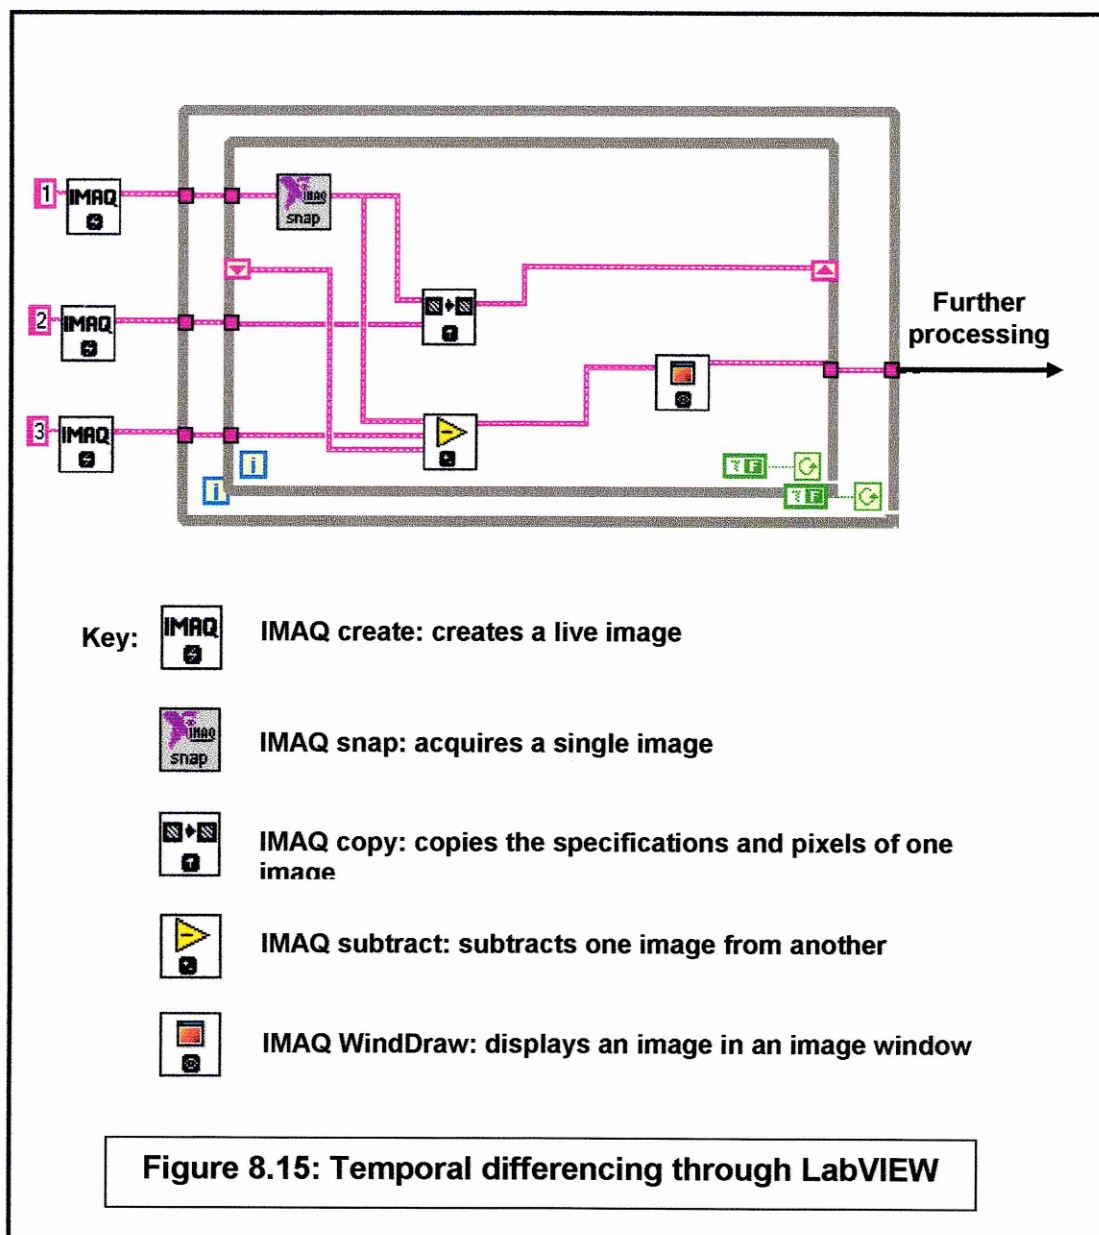 1
IMAQ
IMAQ
snap
2
IMAQ
Further
processing
3
IMAQ
i
i
F
F
Key:
IMAQ
IMAQ create: creates a live image
IMAQ
snap
IMAQ snap: acquires a single image
IMAQ copy: copies the specifications and pixels of one
image
IMAQ subtract: subtracts one image from another
IMAQ WindDraw: displays an image in an image window
Figure 8.15: Temporal differencing through LabVIEW